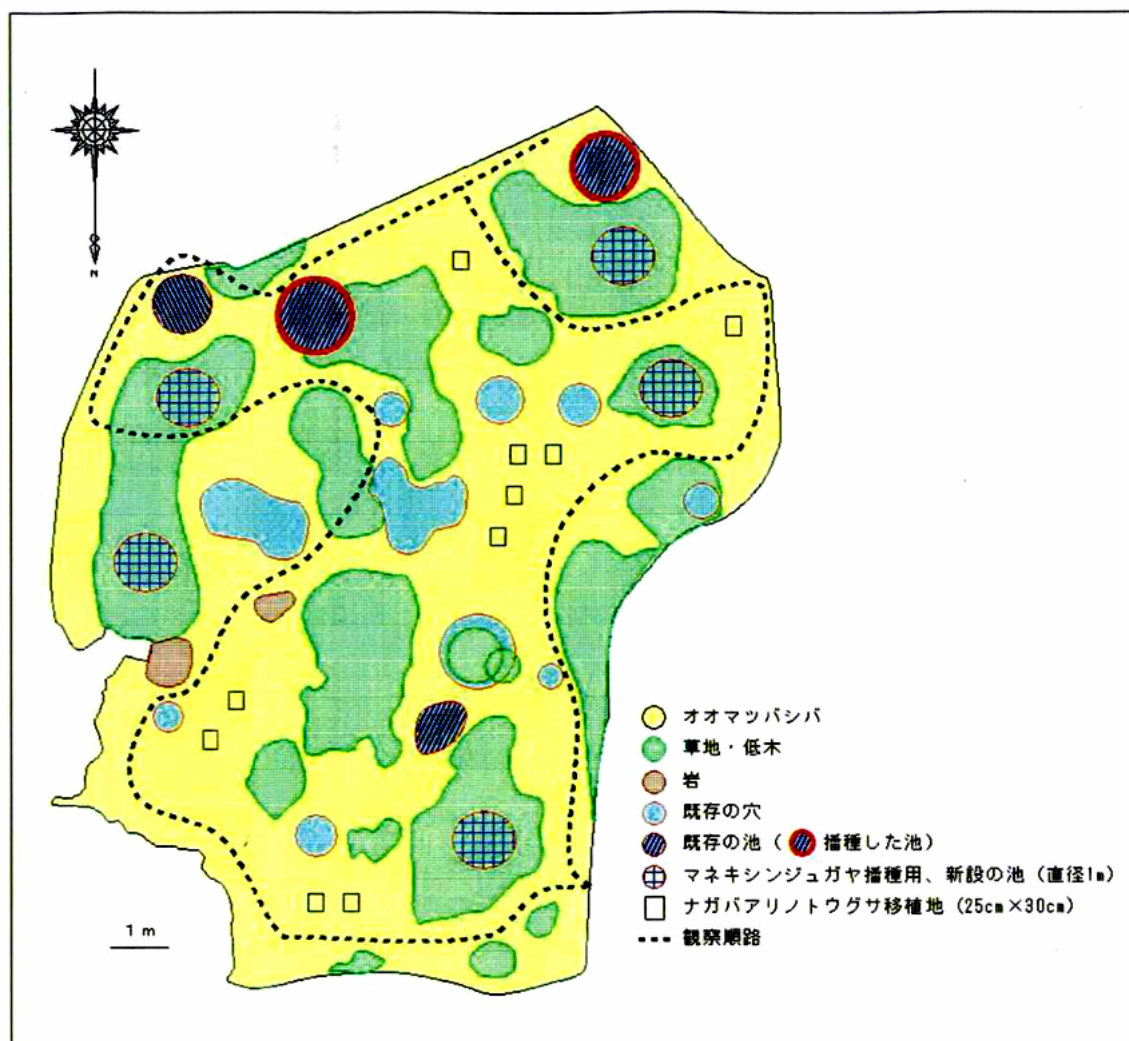 N
オオマツバシバ
草地・低木
岩
既存の穴
既存の池（ 播種した池）
マネキシンジュガヤ播種用、新設の池（直径1m）
ナガバアリノトウグサ移植地（25cm×30cm）
観察順路
1 m